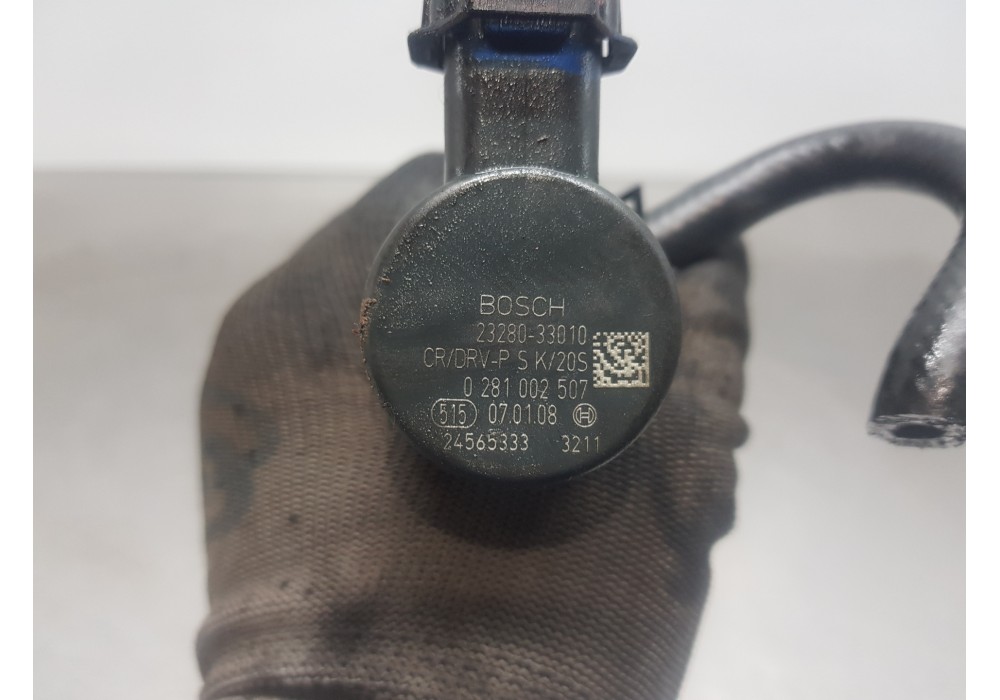 BOSCH
23280-33010
CR/DRV-P S K/20S
0 281 002 507
515 07.01.08
24565333 3211